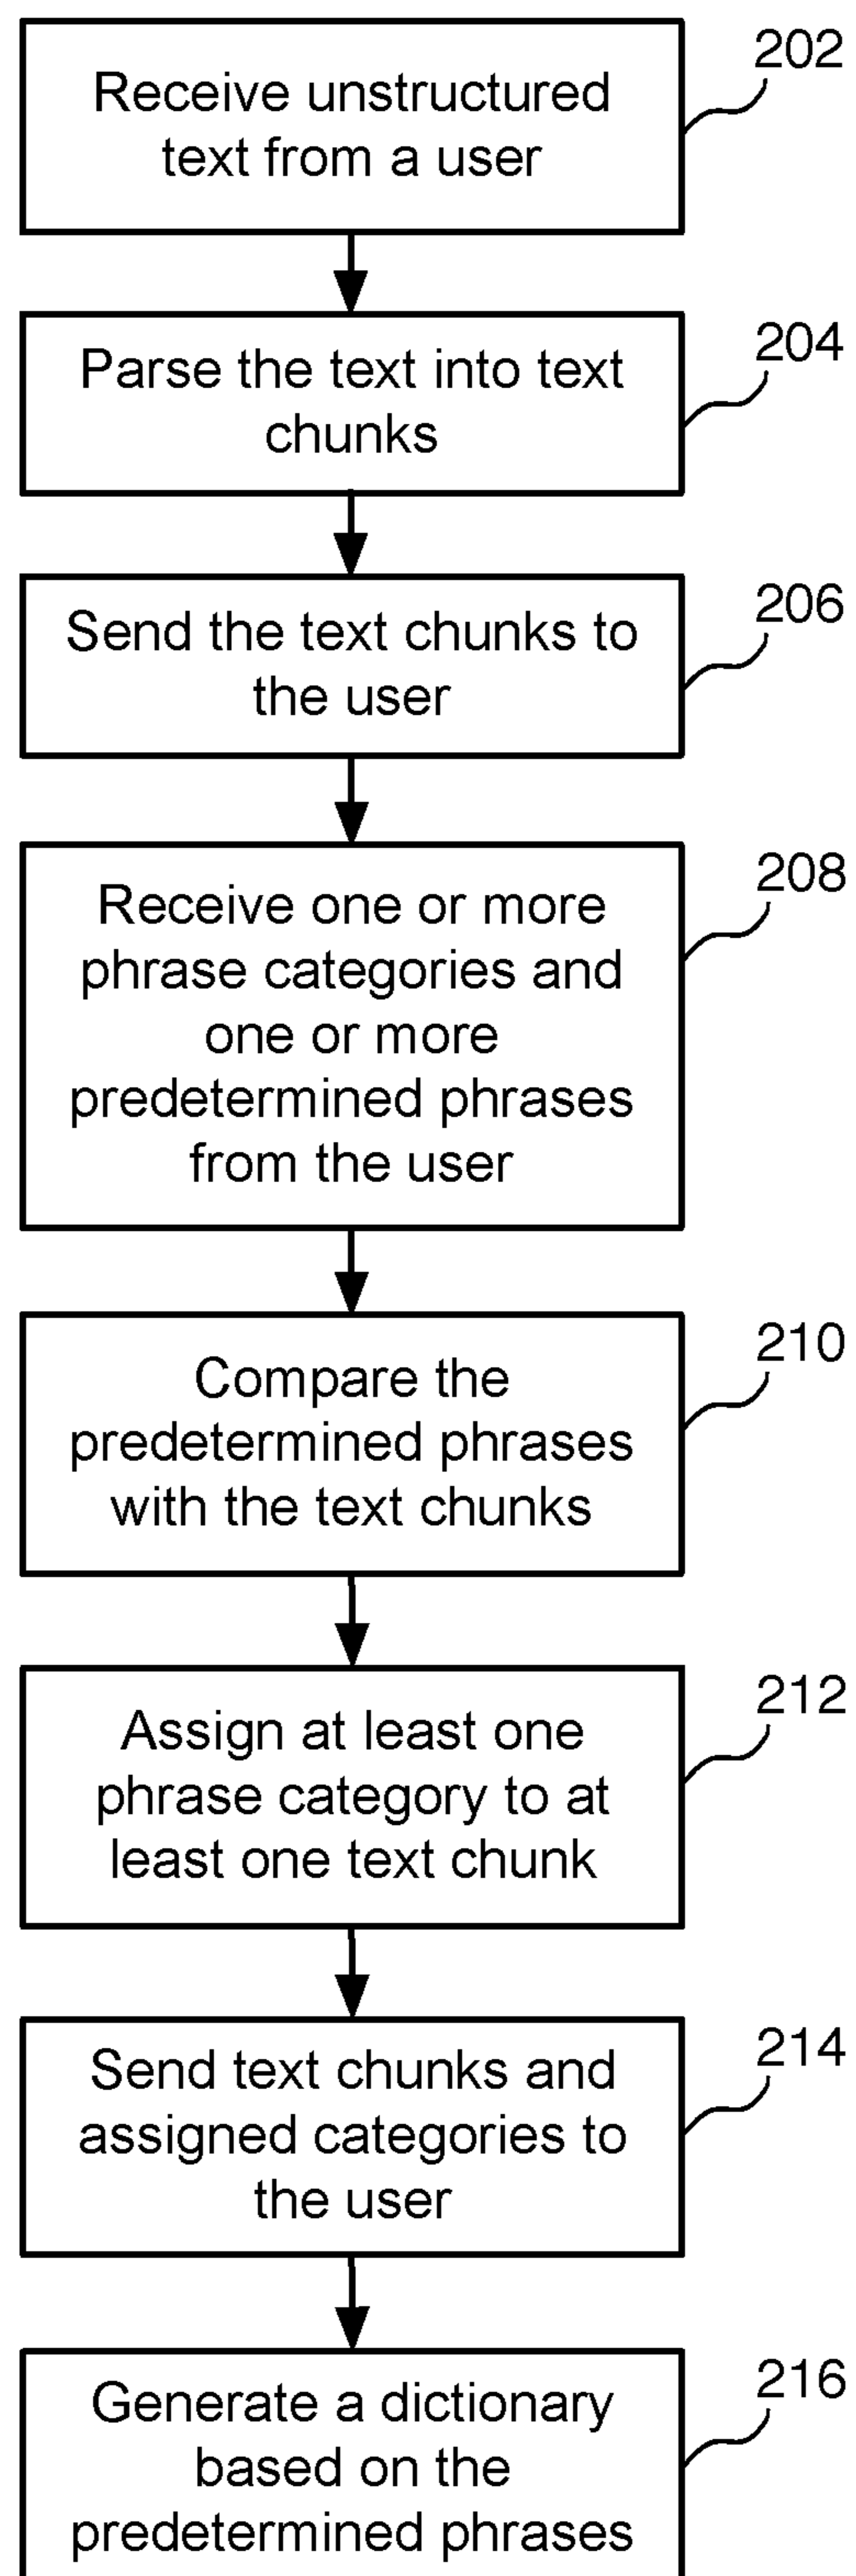 Receive unstructured
text from a user
202
Parse the text into text
chunks
204
Send the text chunks to
the user
206
Receive one or more
phrase categories and
one or more
predetermined phrases
from the user
208
Compare the
predetermined phrases
with the text chunks
210
Assign at least one
phrase category to at
least one text chunk
212
Send text chunks and
assigned categories to
the user
214
Generate a dictionary
based on the
predetermined phrases
216